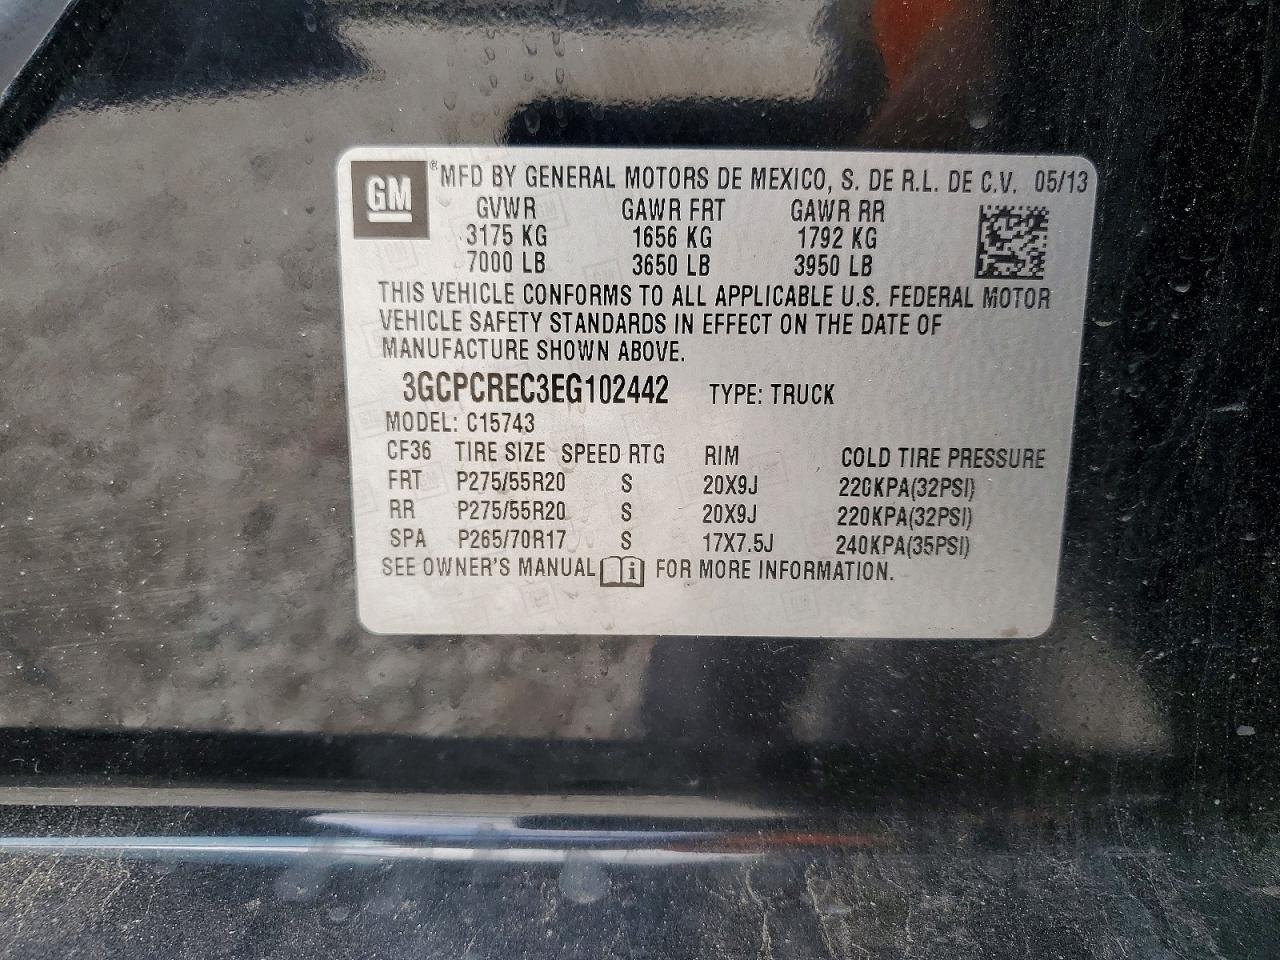 GM ® MFD BY GENERAL MOTORS DE MEXICO, S. DE R.L. DE C.V. 05/13
GVWR GAWR FRT GAWR RR
3175 KG 1656 KG 1792 KG
7000 LB 3650 LB 3950 LB
THIS VEHICLE CONFORMS TO ALL APPLICABLE U.S. FEDERAL MOTOR
VEHICLE SAFETY STANDARDS IN EFFECT ON THE DATE OF
MANUFACTURE SHOWN ABOVE.
3GCPCREC3EG102442 TYPE: TRUCK
MODEL: C15743
CF36 TIRE SIZE SPEED RTG RIM COLD TIRE PRESSURE
FRT P275/55R20 S 20X9J 220KPA(32PSI)
RR P275/55R20 S 20X9J 220KPA(32PSI)
SPA P265/70R17 S 17X7.5J 240KPA(35PSI)
SEE OWNER'S MANUAL i FOR MORE INFORMATION.